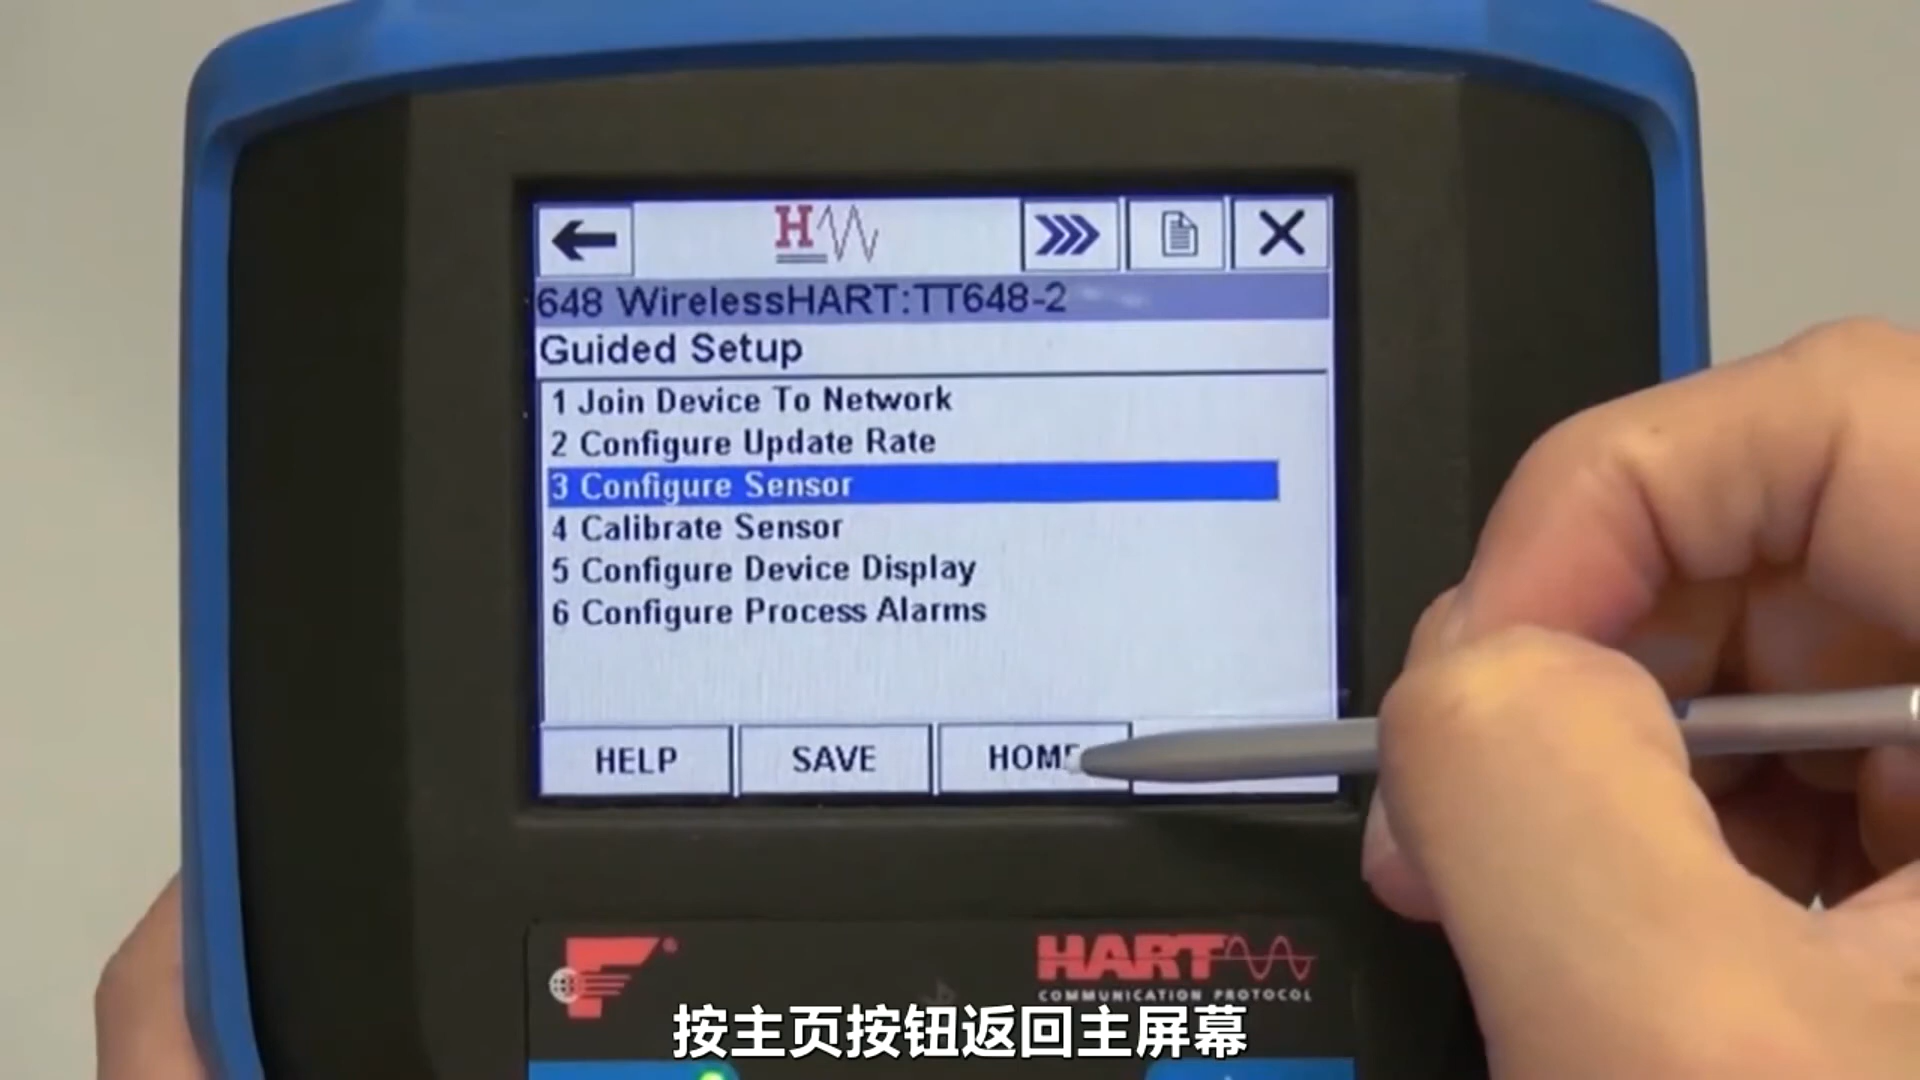 H
648 WirelessHART:TT648-2
Guided Setup
1 Join Device To Network
2 Configure Update Rate
3 Configure Sensor
4 Calibrate Sensor
5 Configure Device Display
6 Configure Process Alarms
HELP SAVE HOME
HART
COMMUNICATION PROTOCOL
按主页按钮返回主屏幕